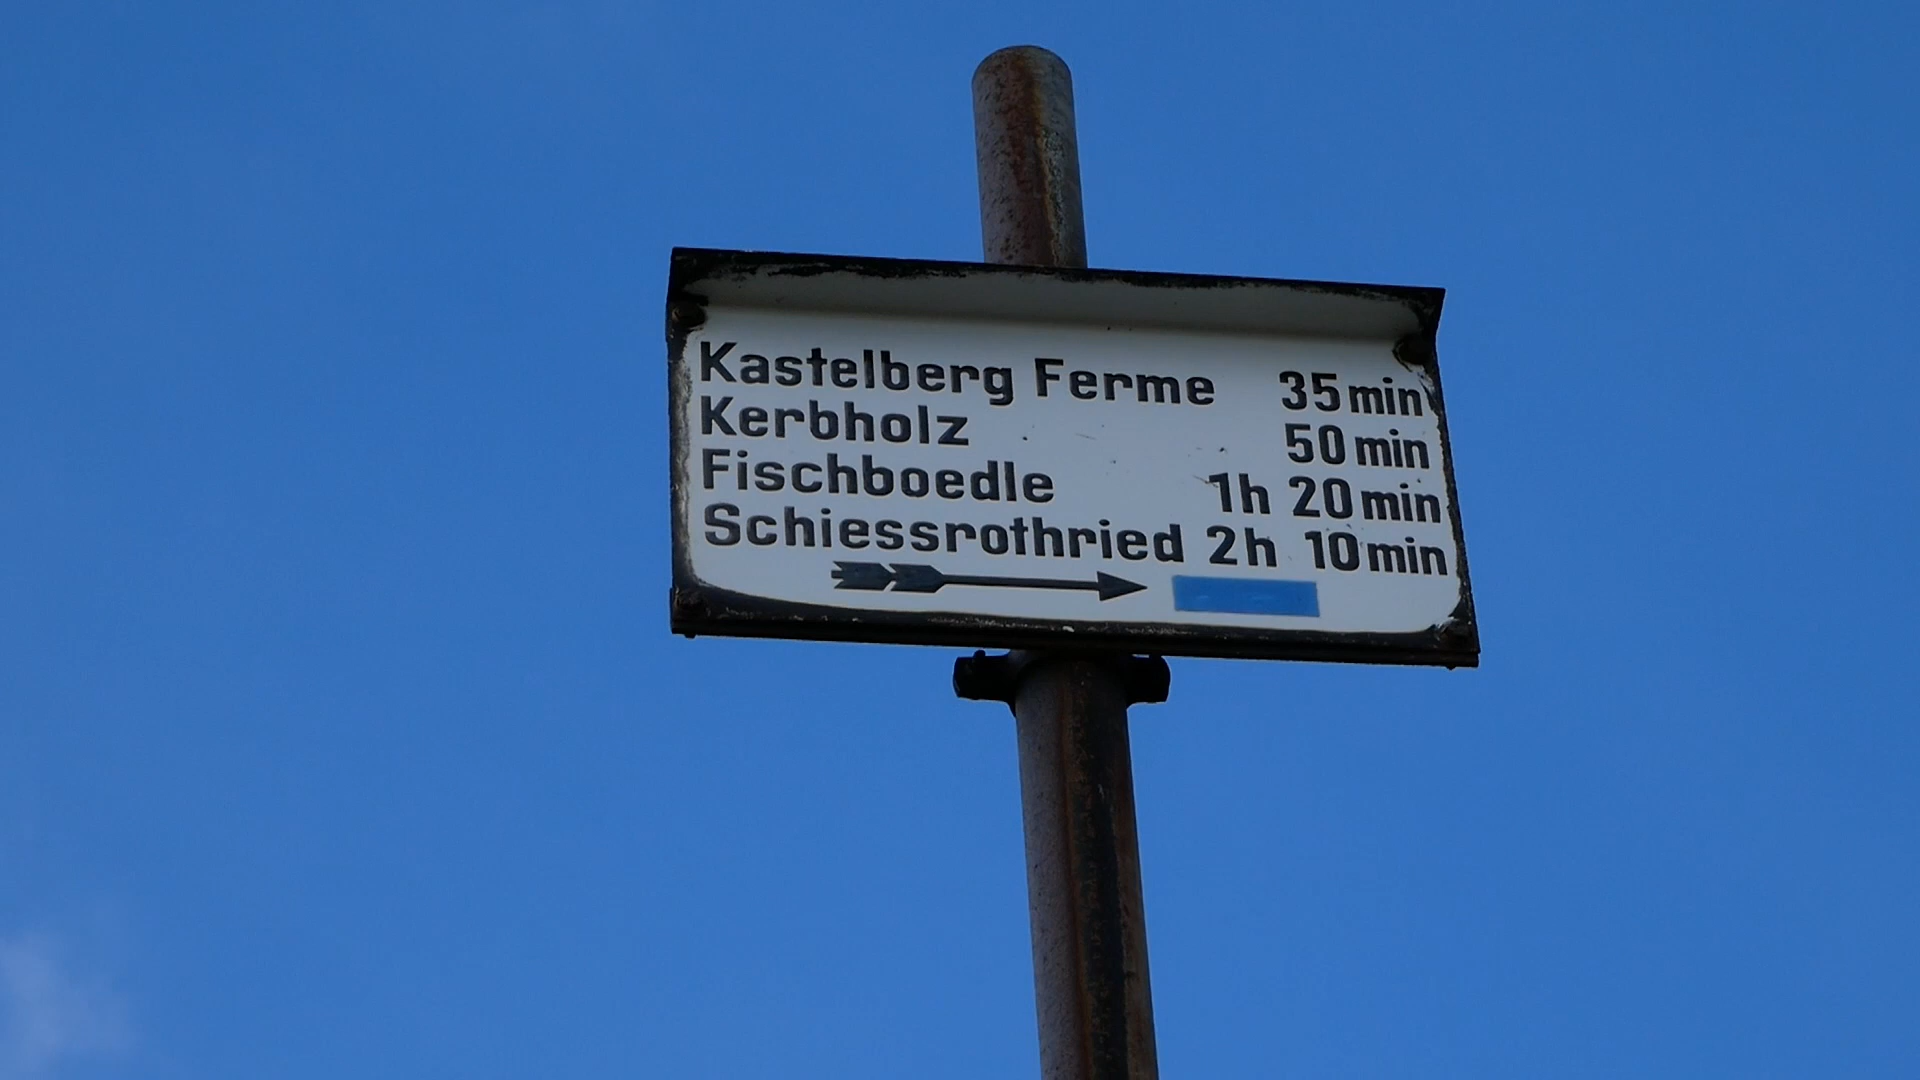 Kastelberg Ferme 35 min
Kerbholz 50 min
Fischboedle 1h 20 min
Schiessrothried 2h 10 min